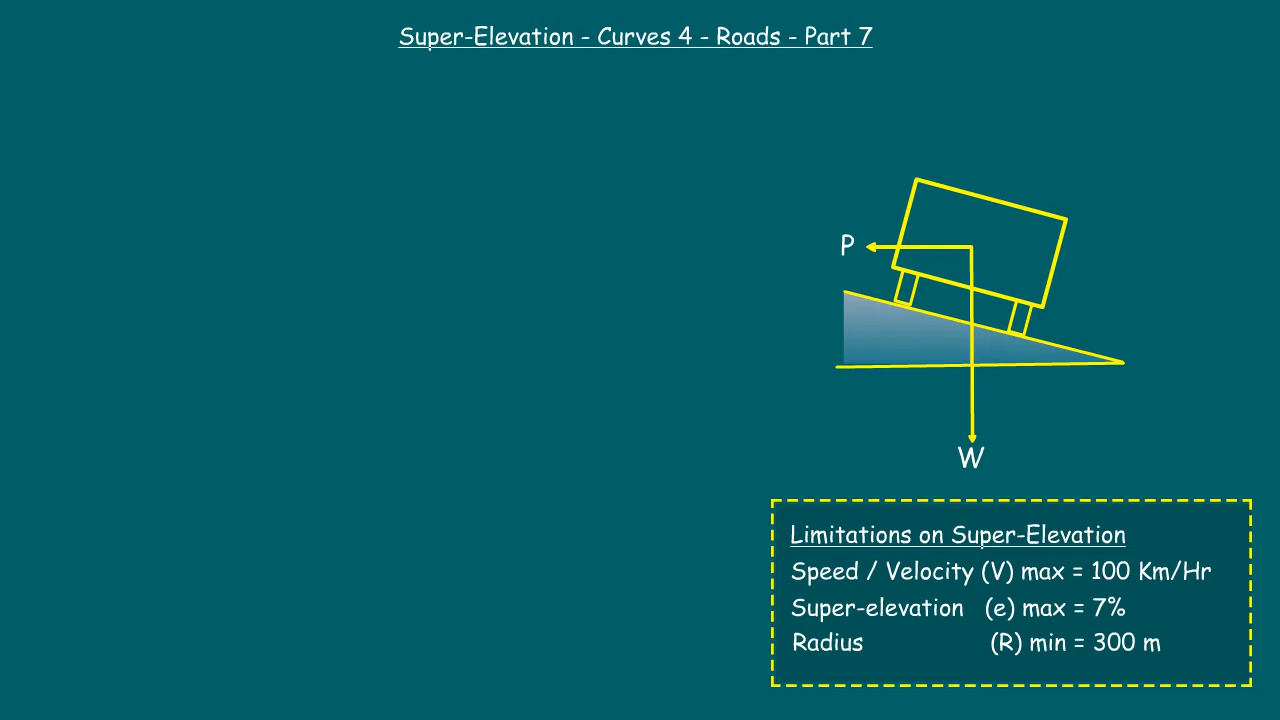 Super-Elevation - Curves 4 - Roads - Part 7
P
W
Limitations on Super-Elevation
Speed / Velocity (V) max = 100 Km/Hr
Super-elevation (e) max = 7%
Radius (R) min = 300 m